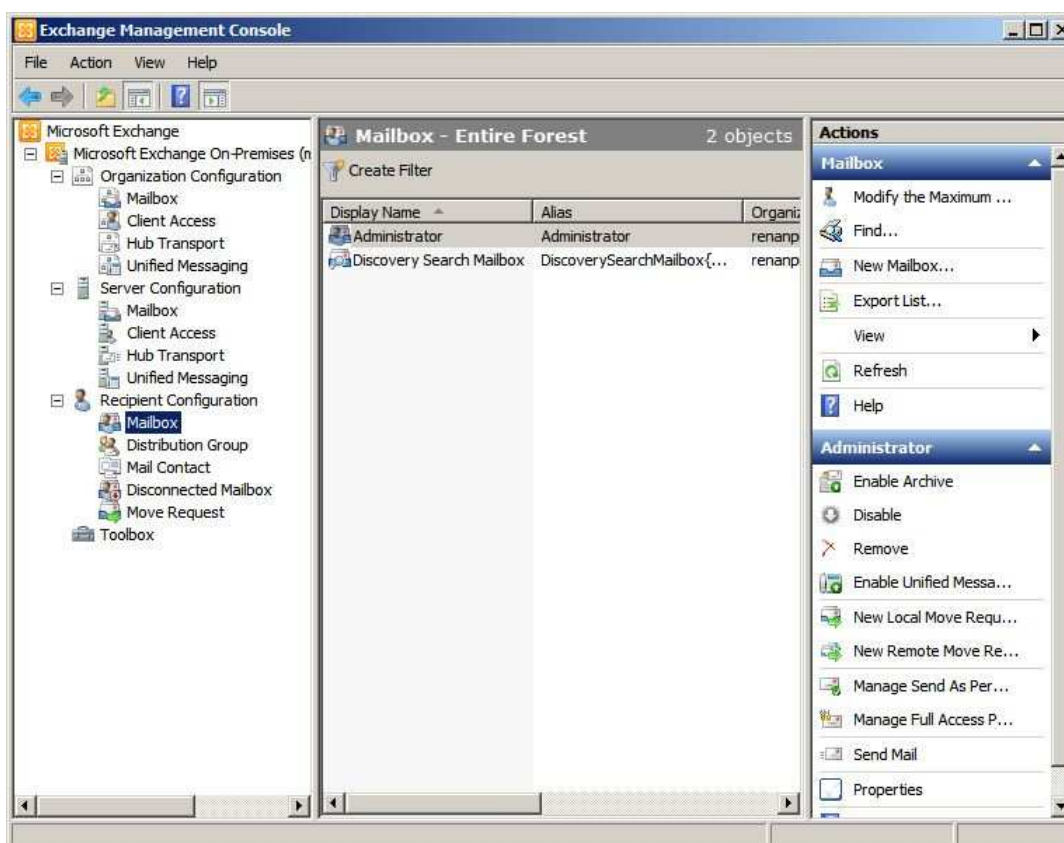 Exchange Management Console
File Action View Help
Microsoft Exchange
Microsoft Exchange On-Premises (n
Organization Configuration
Mailbox
Client Access
Hub Transport
Unified Messaging
Server Configuration
Mailbox
Client Access
Hub Transport
Unified Messaging
Recipient Configuration
Mailbox
Distribution Group
Mail Contact
Disconnected Mailbox
Move Request
Toolbox
Mailbox - Entire Forest 2 objects
Create Filter
Display Name Alias Organiz
Administrator Administrator renanp
Discovery Search Mailbox DiscoverySearchMailbox{... renanp
Actions
Mailbox
Modify the Maximum ...
Find...
New Mailbox...
Export List...
View
Refresh
Help
Administrator
Enable Archive
Disable
Remove
Enable Unified Messa...
New Local Move Requ...
New Remote Move Re...
Manage Send As Per...
Manage Full Access P...
Send Mail
Properties